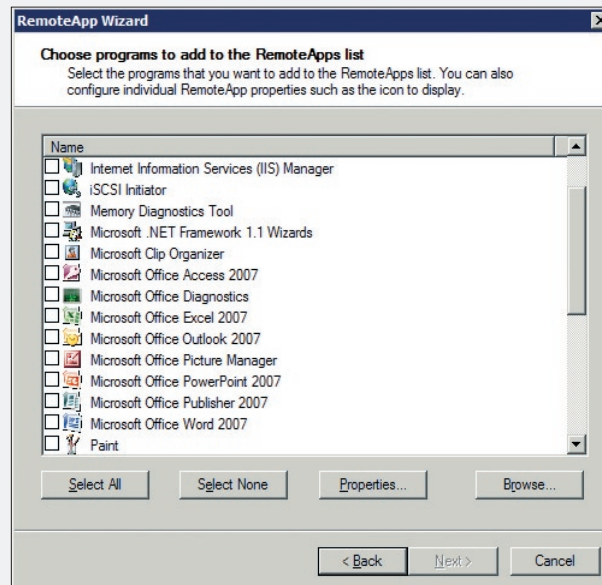 RemoteApp Wizard
Choose programs to add to the RemoteApps list
Select the programs that you want to add to the RemoteApps list. You can also
configure individual RemoteApp properties such as the icon to display.
Name
Internet Information Services (IIS) Manager
iSCSI Initiator
Memory Diagnostics Tool
Microsoft .NET Framework 1.1 Wizards
Microsoft Clip Organizer
Microsoft Office Access 2007
Microsoft Office Diagnostics
Microsoft Office Excel 2007
Microsoft Office Outlook 2007
Microsoft Office Picture Manager
Microsoft Office PowerPoint 2007
Microsoft Office Publisher 2007
Microsoft Office Word 2007
Paint
Select All Select None Properties... Browse...
< Back Next > Cancel